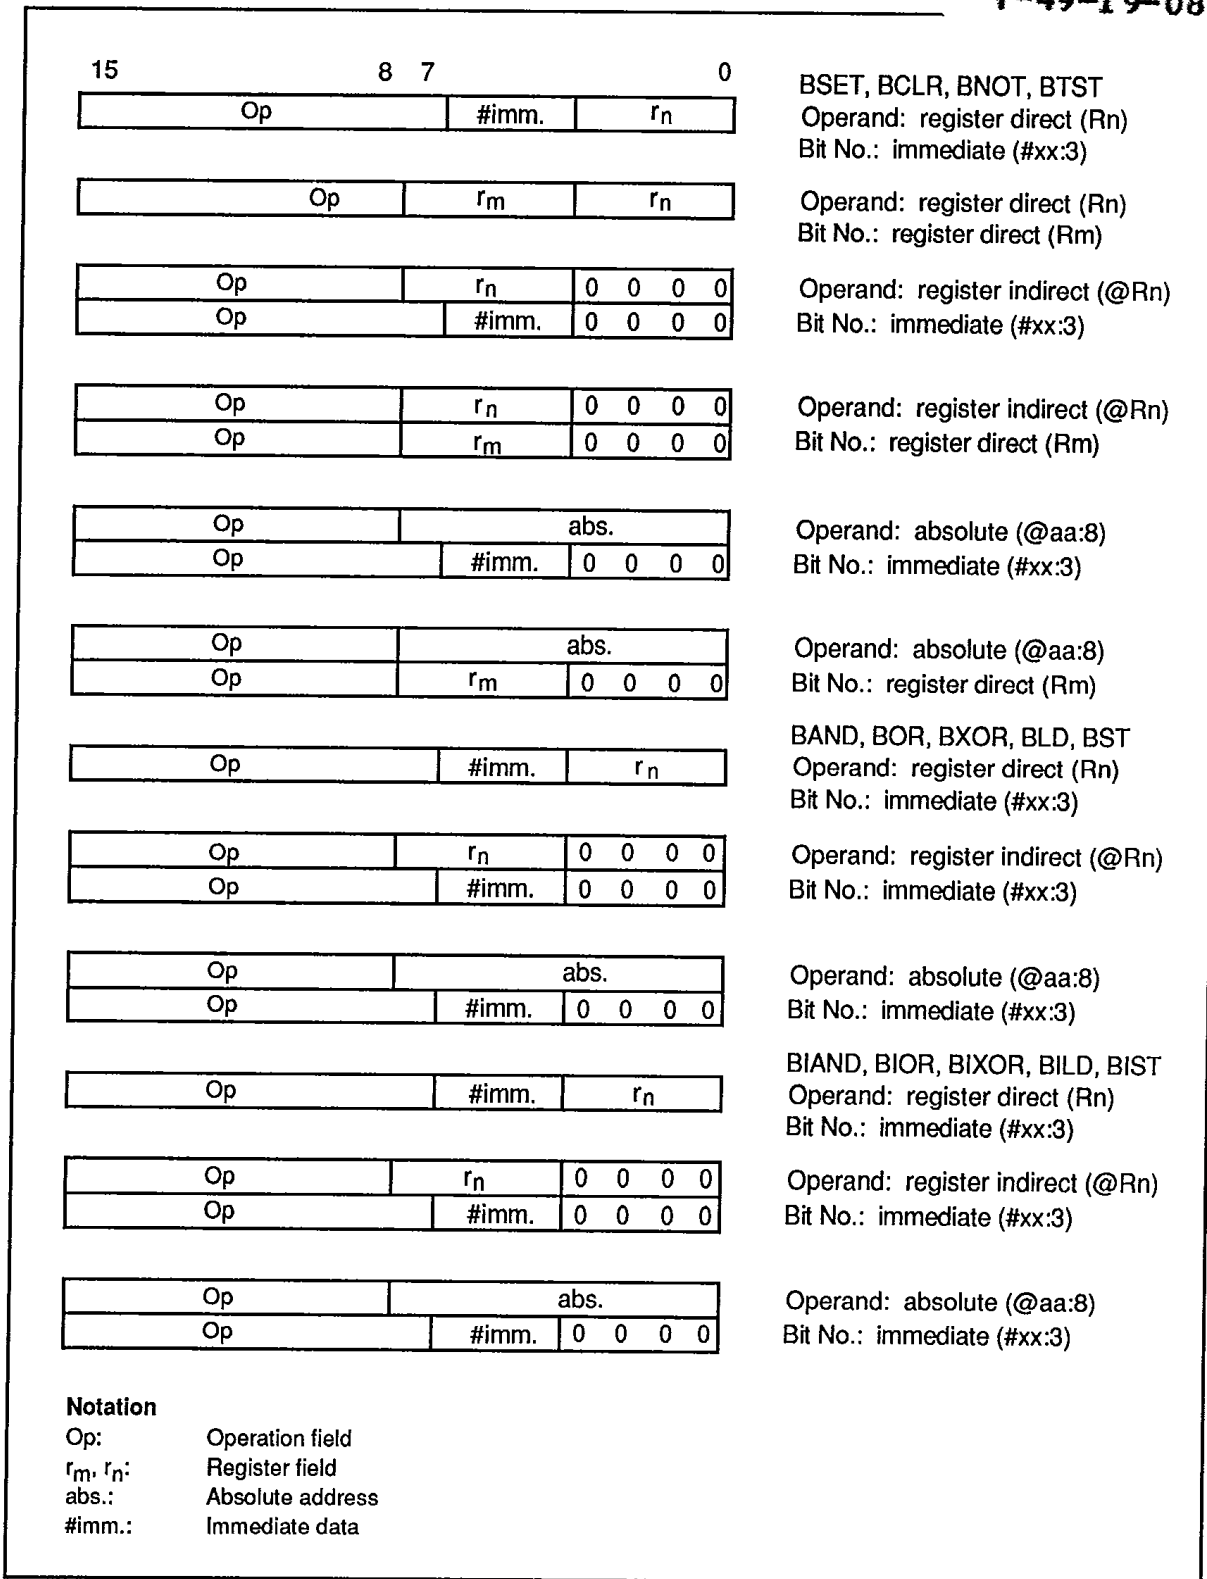 15 8 7 0
BSET, BCLR, BNOT, BTST
Op #imm. rn Operand: register direct (Rn)
Bit No.: immediate (#xx:3)
Op rm rn Operand: register direct (Rn)
Bit No.: register direct (Rm)
Op rn 0 0 0 0 Operand: register indirect (@Rn)
Op #imm. 0 0 0 0 Bit No.: immediate (#xx:3)
Op rn 0 0 0 0 Operand: register indirect (@Rn)
Op rm 0 0 0 0 Bit No.: register direct (Rm)
Op abs. Operand: absolute (@aa:8)
Op #imm. 0 0 0 0 Bit No.: immediate (#xx:3)
Op abs. Operand: absolute (@aa:8)
Op rm 0 0 0 0 Bit No.: register direct (Rm)
BAND, BOR, BXOR, BLD, BST
Op #imm. rn Operand: register direct (Rn)
Bit No.: immediate (#xx:3)
Op rn 0 0 0 0 Operand: register indirect (@Rn)
Op #imm. 0 0 0 0 Bit No.: immediate (#xx:3)
Op abs. Operand: absolute (@aa:8)
Op #imm. 0 0 0 0 Bit No.: immediate (#xx:3)
BIAND, BIOR, BIXOR, BILD, BIST
Op #imm. rn Operand: register direct (Rn)
Bit No.: immediate (#xx:3)
Op rn 0 0 0 0 Operand: register indirect (@Rn)
Op #imm. 0 0 0 0 Bit No.: immediate (#xx:3)
Op abs. Operand: absolute (@aa:8)
Op #imm. 0 0 0 0 Bit No.: immediate (#xx:3)
Notation
Op: Operation field
rm, rn: Register field
abs.: Absolute address
#imm.: Immediate data